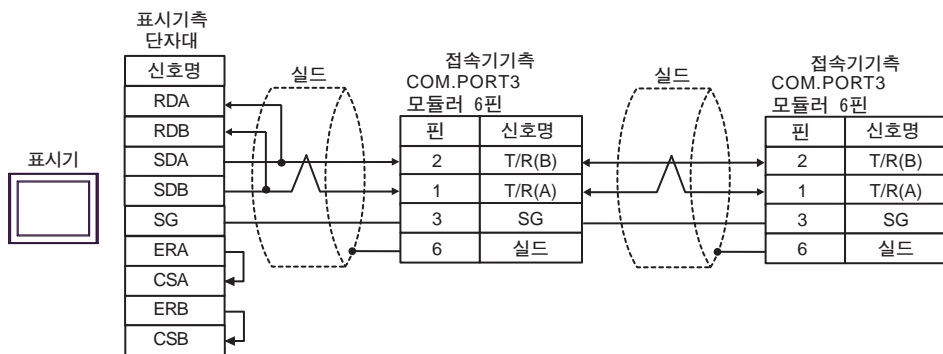 표시기측
단자대
신호명
RDA
RDB
SDA
SDB
SG
ERA
CSA
ERB
CSB
표시기
실드
접속기기측
COM.PORT3
모듈러 6핀
핀 신호명
2 T/R(B)
1 T/R(A)
3 SG
6 실드
실드
접속기기측
COM.PORT3
모듈러 6핀
핀 신호명
2 T/R(B)
1 T/R(A)
3 SG
6 실드